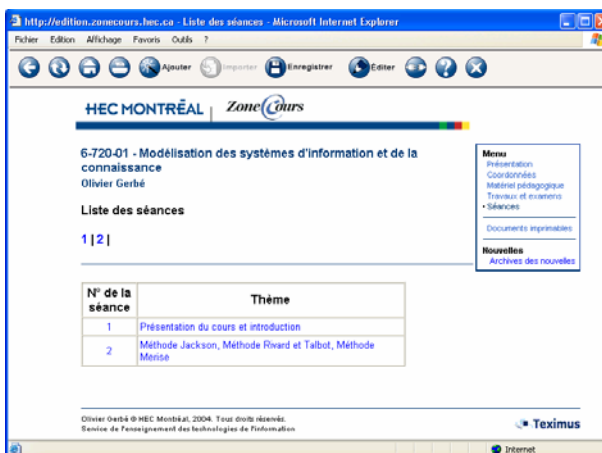 http://edition.zonecours.hec.ca - Liste des séances - Microsoft Internet Explorer
Fichier Edition Affichage Favoris Outils ?
Ajouter Importer Enregistrer Éditer
HEC MONTRÉAL | ZoneCours
6-720-01 - Modélisation des systèmes d'information et de la
connaissance
Olivier Gerbé
Liste des séances
1 | 2 |
Menu
Présentation
Coordonnées
Matériel pédagogique
Travaux et examens
• Séances
Documents imprimables
Nouvelles
Archives des nouvelles
N° de la séance Thème
1 Présentation du cours et introduction
2 Méthode Jackson, Méthode Rivard et Talbot, Méthode
Merise
Olivier Gerbé © HEC Montréal, 2004. Tous droits réservés.
Service de l'enseignement des technologies de l'information
Teximus
Internet